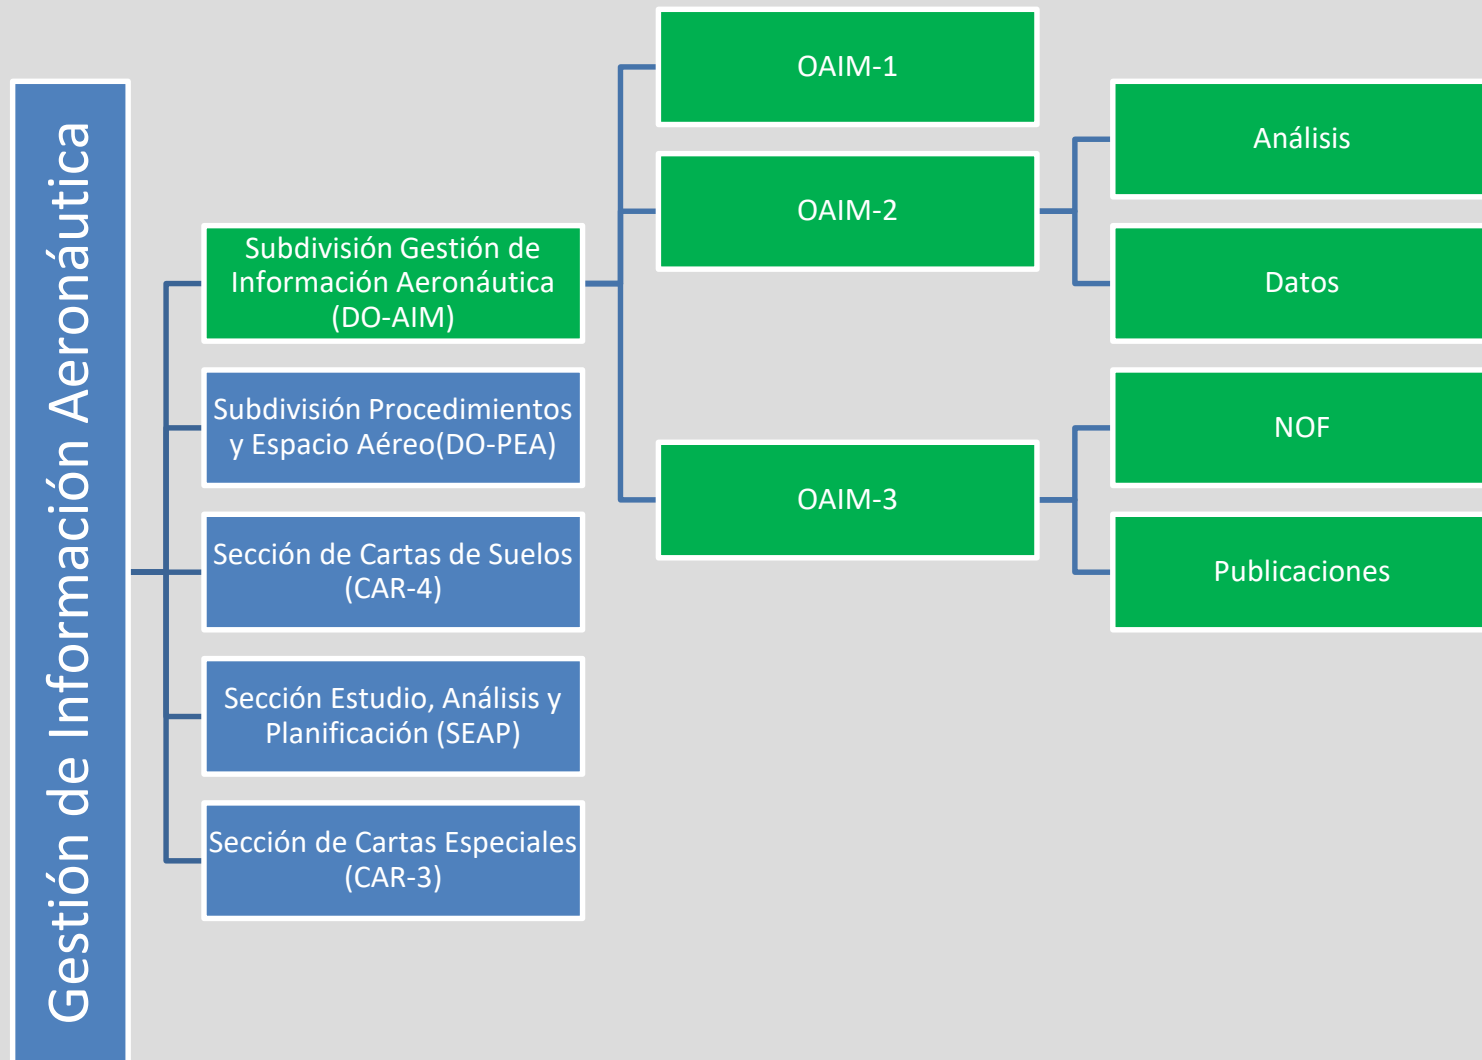 Gestión de Información Aeronáutica
Subdivisión Gestión de
Información Aeronáutica
(DO-AIM)
Subdivisión Procedimientos
y Espacio Aéreo(DO-PEA)
Sección de Cartas de Suelos
(CAR-4)
Sección Estudio, Análisis y
Planificación (SEAP)
Sección de Cartas Especiales
(CAR-3)
OAIM-1
OAIM-2
OAIM-3
Análisis
Datos
NOF
Publicaciones